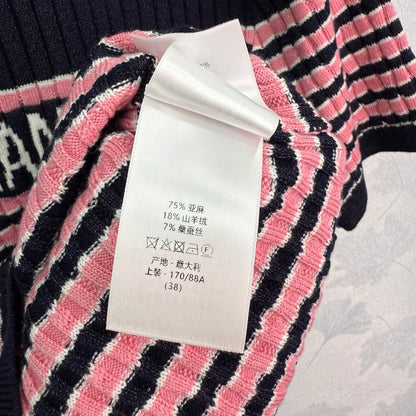 AN
75% 亚麻
18% 山羊绒
7% 桑蚕丝
F
产地 - 意大利
上装 - 170/88A
(38)